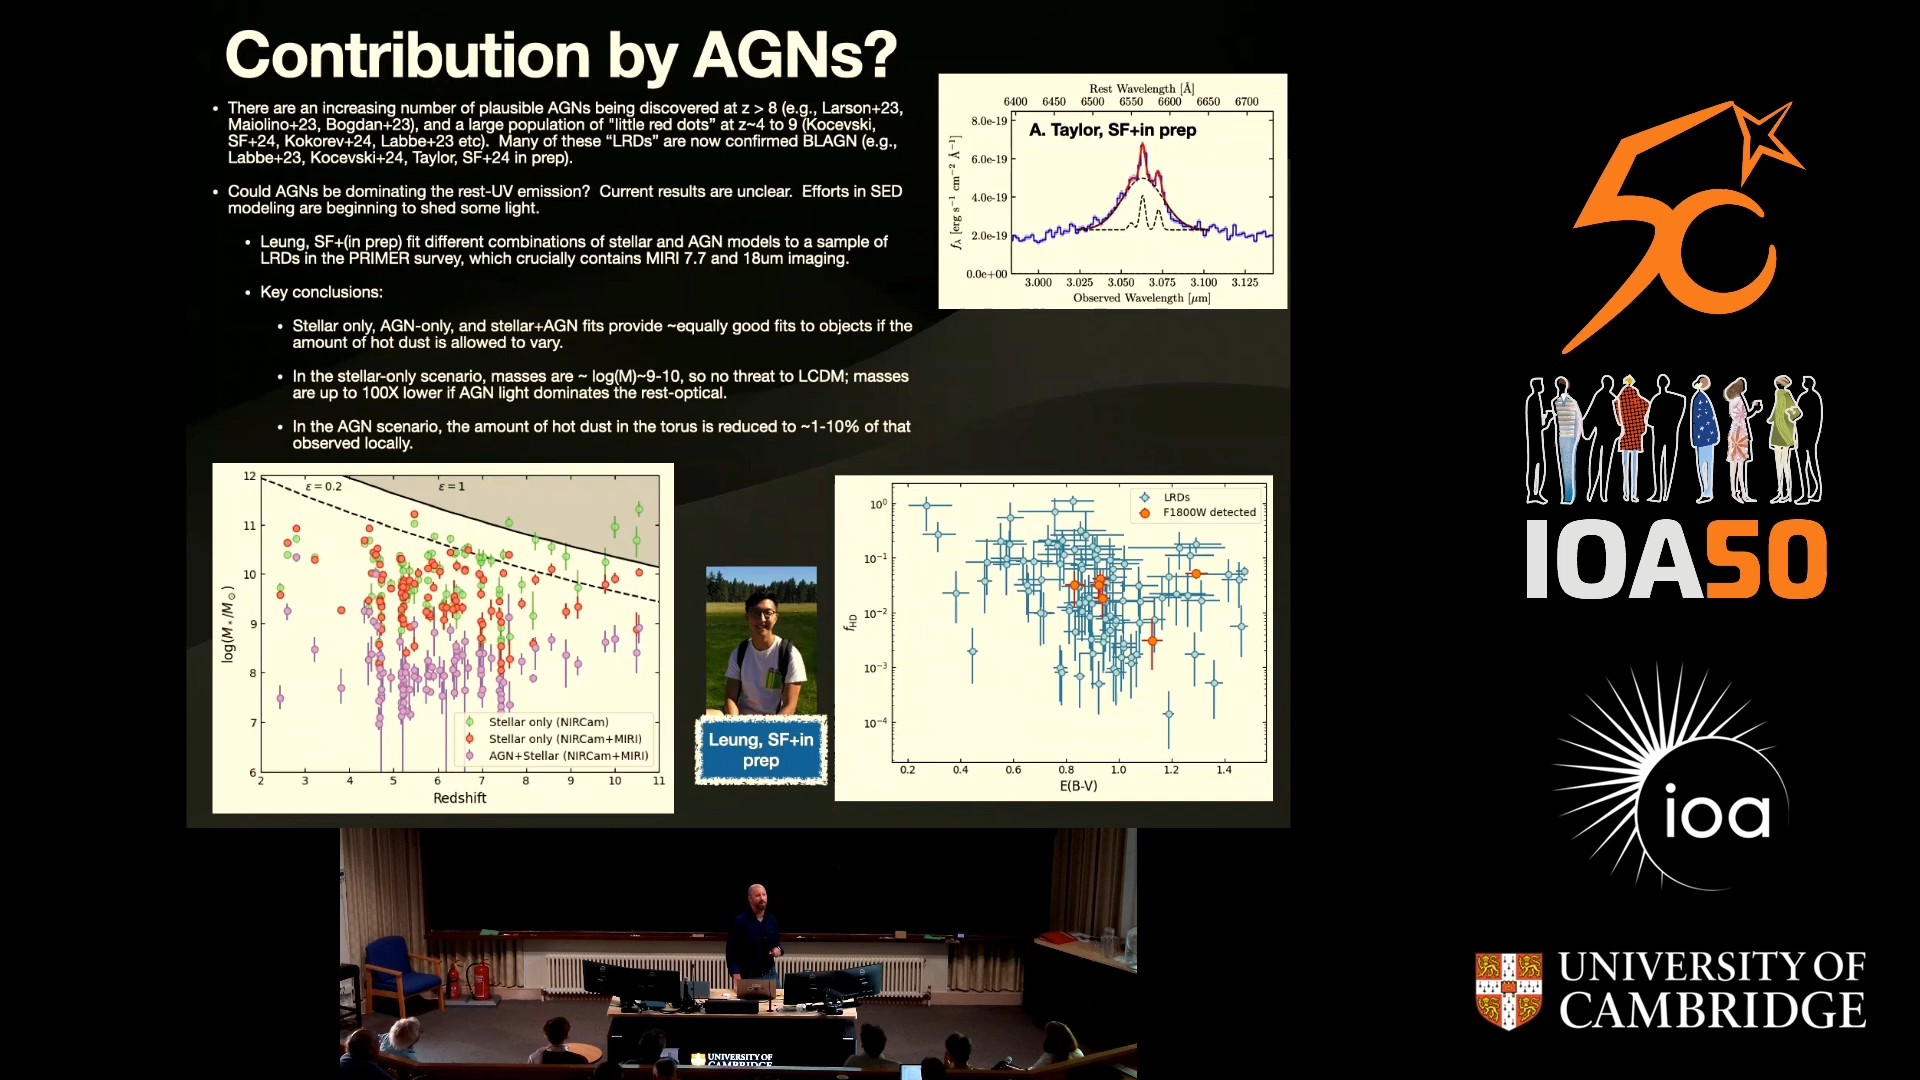 Contribution by AGNs?
• There are an increasing number of plausible AGNs being discovered at z > 8 (e.g., Larson+23,
Maiolino+23, Bogdan+23), and a large population of "little red dots” at z~4 to 9 (Kocevski,
SF+24, Kokorev+24, Labbe+23 etc). Many of these “LRDs” are now confirmed BLAGN (e.g.,
Labbe+23, Kocevski+24, Taylor, SF+24 in prep).
• Could AGNs be dominating the rest-UV emission? Current results are unclear. Efforts in SED
modeling are beginning to shed some light.
• Leung, SF+(in prep) fit different combinations of stellar and AGN models to a sample of
LRDs in the PRIMER survey, which crucially contains MIRI 7.7 and 18um imaging.
• Key conclusions:
• Stellar only, AGN-only, and stellar+AGN fits provide ~equally good fits to objects if the
amount of hot dust is allowed to vary.
• In the stellar-only scenario, masses are ~ log(M)~9-10, so no threat to LCDM; masses
are up to 100X lower if AGN light dominates the rest-optical.
• In the AGN scenario, the amount of hot dust in the torus is reduced to ~1-10% of that
observed locally.
Rest Wavelength [Å]
6400 6450 6500 6550 6600 6650 6700
A. Taylor, SF+in prep
8.0e-19
6.0e-19
4.0e-19
2.0e-19
0.0e+00
fλ [erg s⁻¹ cm⁻² Å⁻¹]
3.000 3.025 3.050 3.075 3.100 3.125
Observed Wavelength [μm]
ε = 0.2
ε = 1
12
11
10
9
8
7
6
log(M*/M⊙)
Stellar only (NIRCam)
Stellar only (NIRCam+MIRI)
AGN+Stellar (NIRCam+MIRI)
2 3 4 5 6 7 8 9 10 11
Redshift
Leung, SF+in
prep
LRDs
F1800W detected
10⁰
10⁻¹
10⁻²
10⁻³
10⁻⁴
fHD
0.2 0.4 0.6 0.8 1.0 1.2 1.4
E(B-V)
50
IOA50
ioa
UNIVERSITY OF
CAMBRIDGE
UNIVERSITY OF
CAMBRIDGE